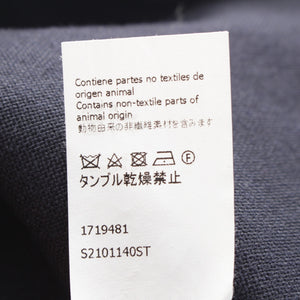 Contiene partes no textiles de
origen animal
Contains non-textile parts of
animal origin
動物由来の非繊維素材を含みます
Ⓕ
タンブル乾燥禁止
1719481
S2101140ST